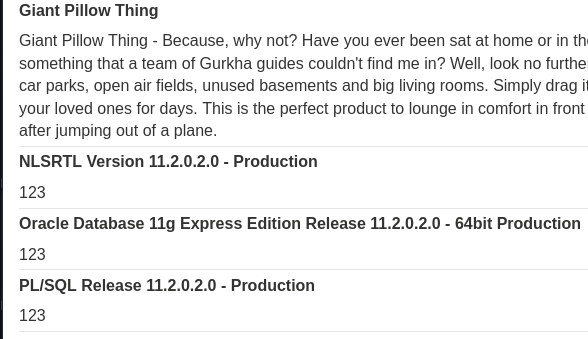 Giant Pillow Thing
Giant Pillow Thing - Because, why not? Have you ever been sat at home or in
something that a team of Gurkha guides couldn't find me in? Well, look no
car parks, open air fields, unused basements and big living rooms. Simply drag
your loved ones for days. This is the perfect product to lounge in comfort in front
after jumping out of a plane.
NLSRTL Version 11.2.0.2.0 - Production
123
Oracle Database 11g Express Edition Release 11.2.0.2.0 - 64bit Production
123
PL/SQL Release 11.2.0.2.0 - Production
123